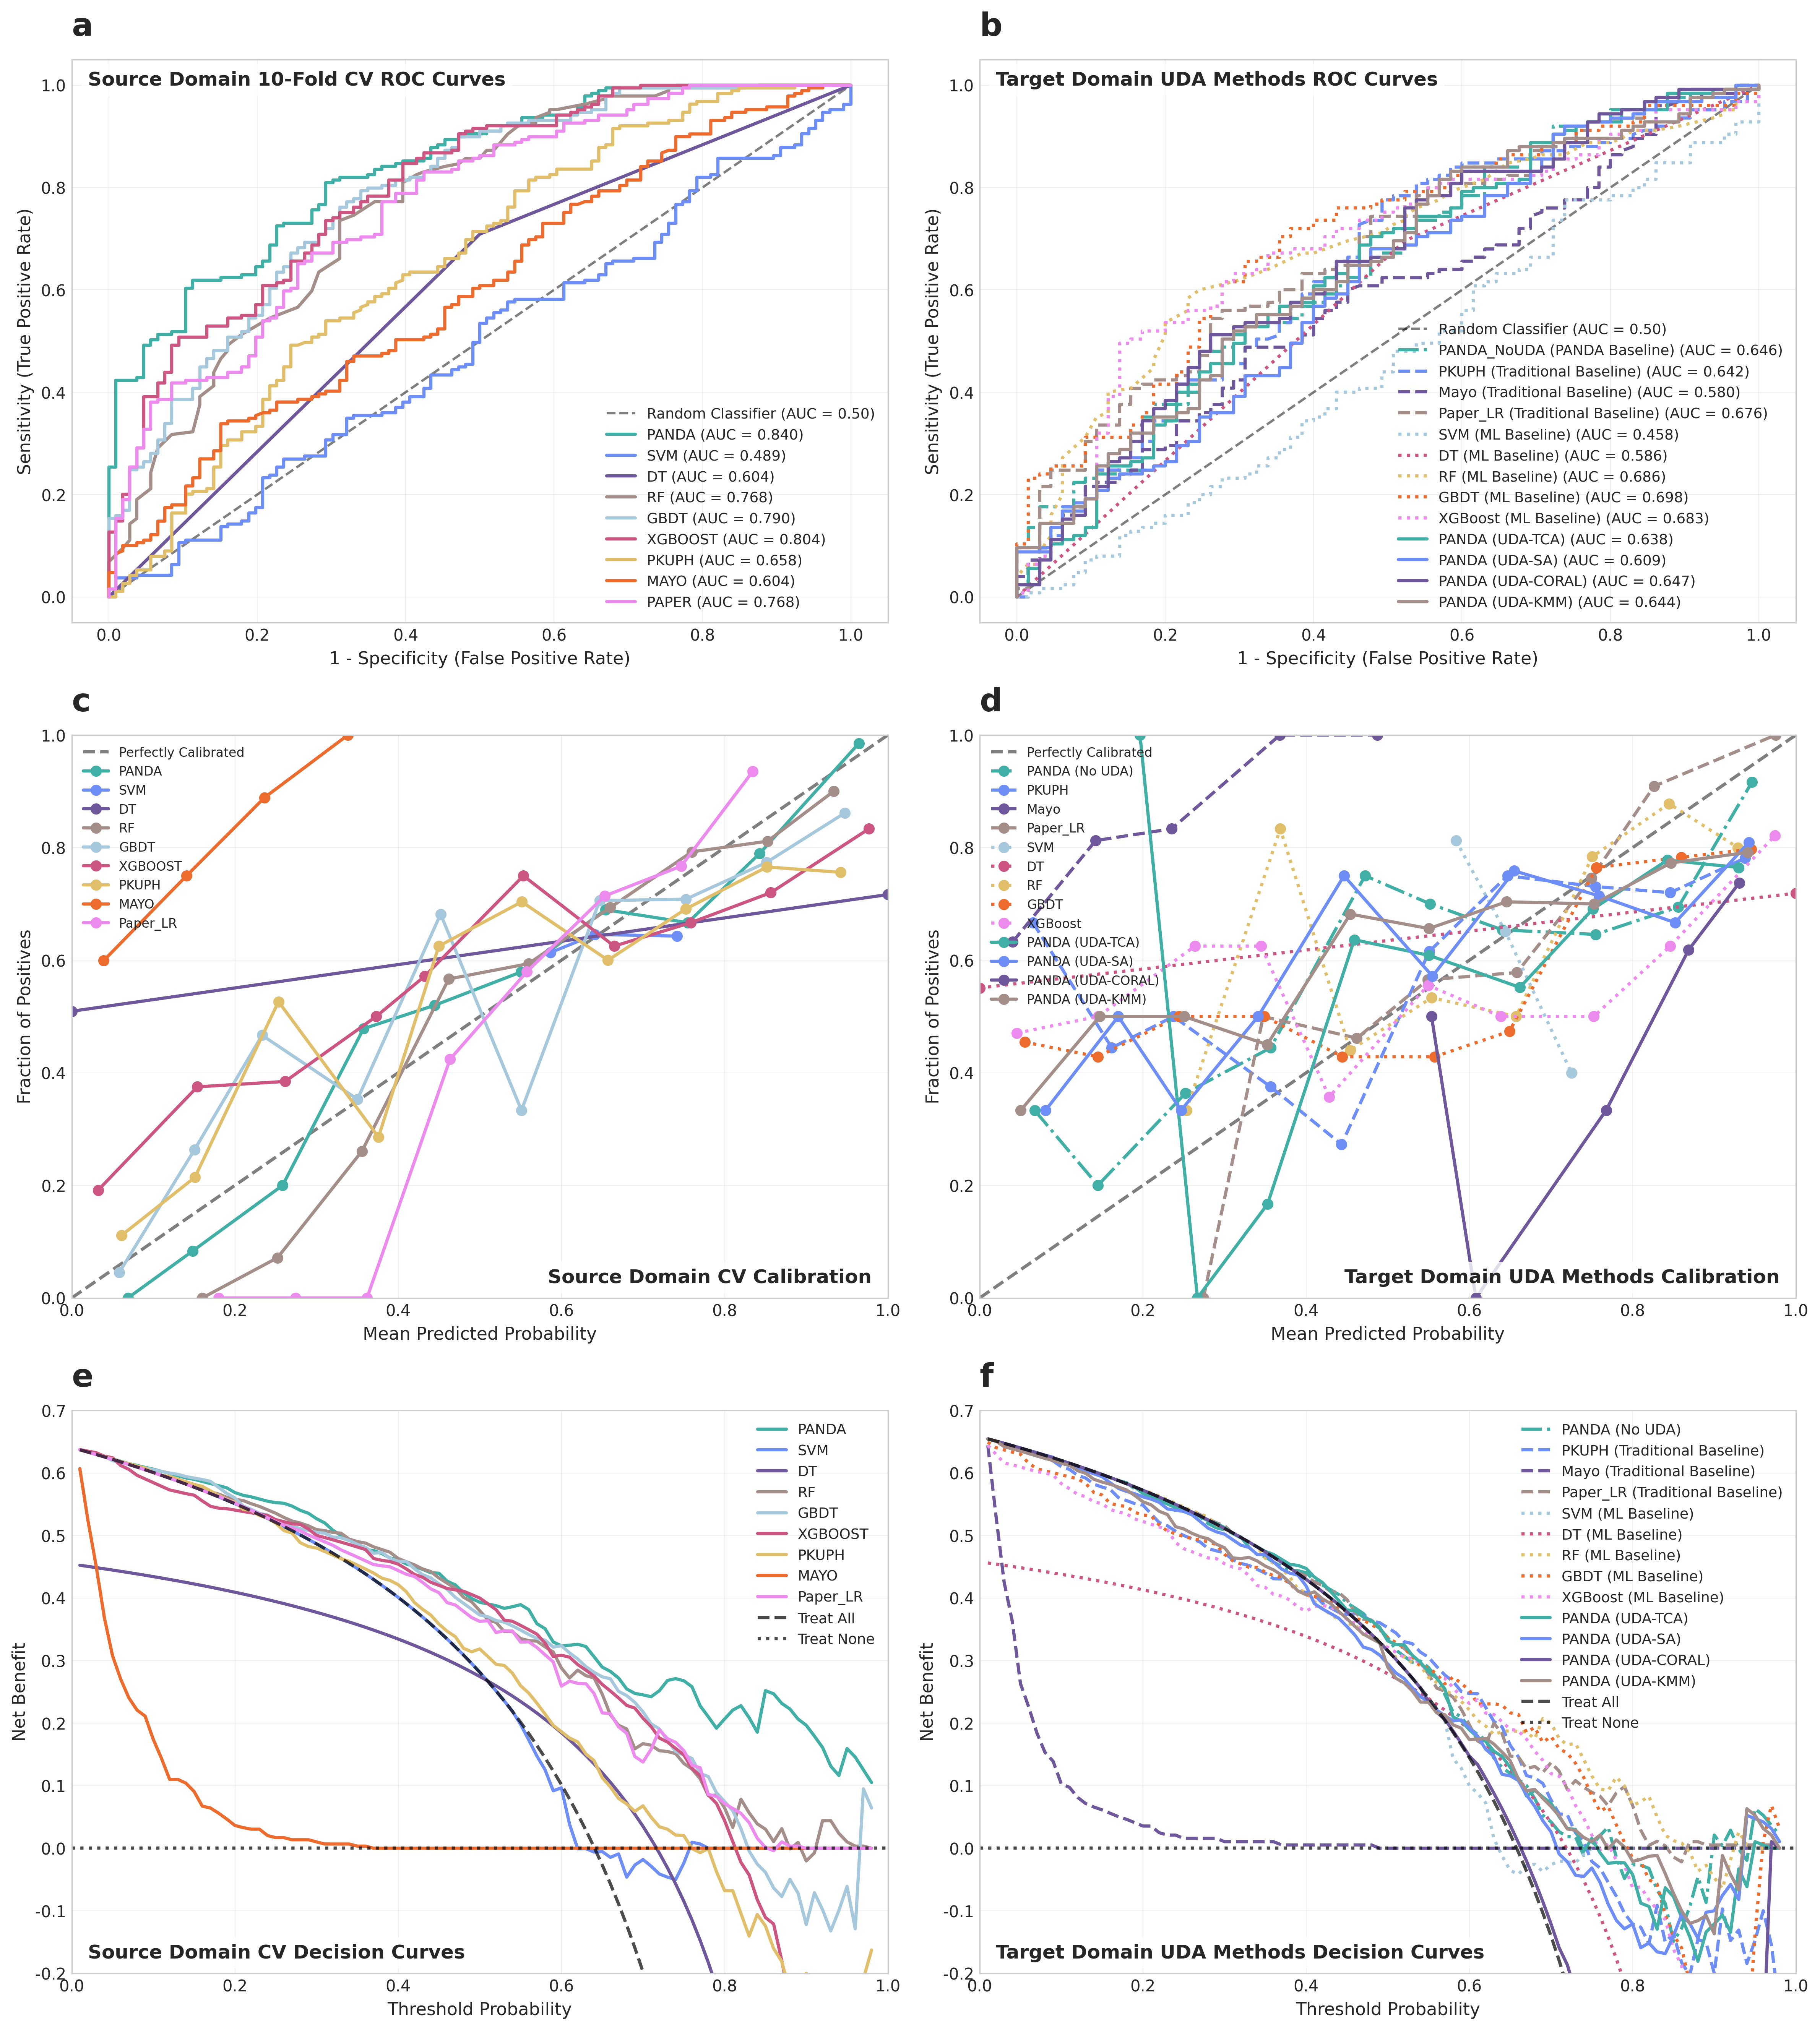 a
Source Domain 10-Fold CV ROC Curves
Sensitivity (True Positive Rate)
1.0
0.8
0.6
0.4
0.2
0.0
Random Classifier (AUC = 0.50)
PANDA (AUC = 0.840)
SVM (AUC = 0.489)
DT (AUC = 0.604)
RF (AUC = 0.768)
GBDT (AUC = 0.790)
XGBOOST (AUC = 0.804)
PKUPH (AUC = 0.658)
MAYO (AUC = 0.604)
PAPER (AUC = 0.768)
0.0 0.2 0.4 0.6 0.8 1.0
1 - Specificity (False Positive Rate)
b
Target Domain UDA Methods ROC Curves
Sensitivity (True Positive Rate)
1.0
0.8
0.6
0.4
0.2
0.0
Random Classifier (AUC = 0.50)
PANDA_NoUDA (PANDA Baseline) (AUC = 0.646)
PKUPH (Traditional Baseline) (AUC = 0.642)
Mayo (Traditional Baseline) (AUC = 0.580)
Paper_LR (Traditional Baseline) (AUC = 0.676)
SVM (ML Baseline) (AUC = 0.458)
DT (ML Baseline) (AUC = 0.586)
RF (ML Baseline) (AUC = 0.686)
GBDT (ML Baseline) (AUC = 0.698)
XGBoost (ML Baseline) (AUC = 0.683)
PANDA (UDA-TCA) (AUC = 0.638)
PANDA (UDA-SA) (AUC = 0.609)
PANDA (UDA-CORAL) (AUC = 0.647)
PANDA (UDA-KMM) (AUC = 0.644)
0.0 0.2 0.4 0.6 0.8 1.0
1 - Specificity (False Positive Rate)
c
Fraction of Positives
1.0
0.8
0.6
0.4
0.2
0.0
Perfectly Calibrated
PANDA
SVM
DT
RF
GBDT
XGBOOST
PKUPH
MAYO
Paper_LR
Source Domain CV Calibration
0.0 0.2 0.4 0.6 0.8 1.0
Mean Predicted Probability
d
Fraction of Positives
1.0
0.8
0.6
0.4
0.2
0.0
Perfectly Calibrated
PANDA (No UDA)
PKUPH
Mayo
Paper_LR
SVM
DT
RF
GBDT
XGBoost
PANDA (UDA-TCA)
PANDA (UDA-SA)
PANDA (UDA-CORAL)
PANDA (UDA-KMM)
Target Domain UDA Methods Calibration
0.0 0.2 0.4 0.6 0.8 1.0
Mean Predicted Probability
e
Net Benefit
0.7
0.6
0.5
0.4
0.3
0.2
0.1
0.0
-0.1
-0.2
PANDA
SVM
DT
RF
GBDT
XGBOOST
PKUPH
MAYO
Paper_LR
Treat All
Treat None
Source Domain CV Decision Curves
0.0 0.2 0.4 0.6 0.8 1.0
Threshold Probability
f
Net Benefit
0.7
0.6
0.5
0.4
0.3
0.2
0.1
0.0
-0.1
-0.2
PANDA (No UDA)
PKUPH (Traditional Baseline)
Mayo (Traditional Baseline)
Paper_LR (Traditional Baseline)
SVM (ML Baseline)
DT (ML Baseline)
RF (ML Baseline)
GBDT (ML Baseline)
XGBoost (ML Baseline)
PANDA (UDA-TCA)
PANDA (UDA-SA)
PANDA (UDA-CORAL)
PANDA (UDA-KMM)
Treat All
Treat None
Target Domain UDA Methods Decision Curves
0.0 0.2 0.4 0.6 0.8 1.0
Threshold Probability